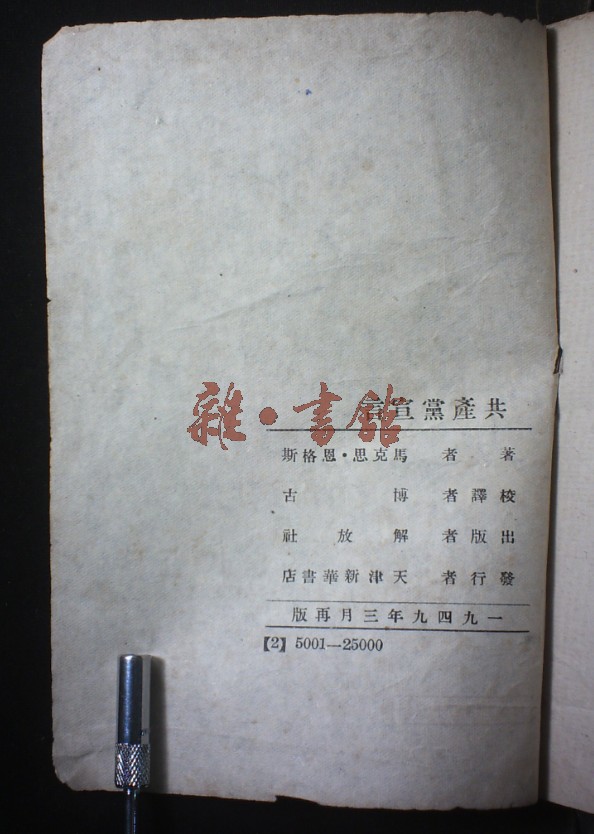 共產黨宣言
著者 馬克思·恩格斯
校譯者 博古
出版者 解放社
發行者 天津新華書店
一九四九年三月再版
【2】5001—25000
雜·書館